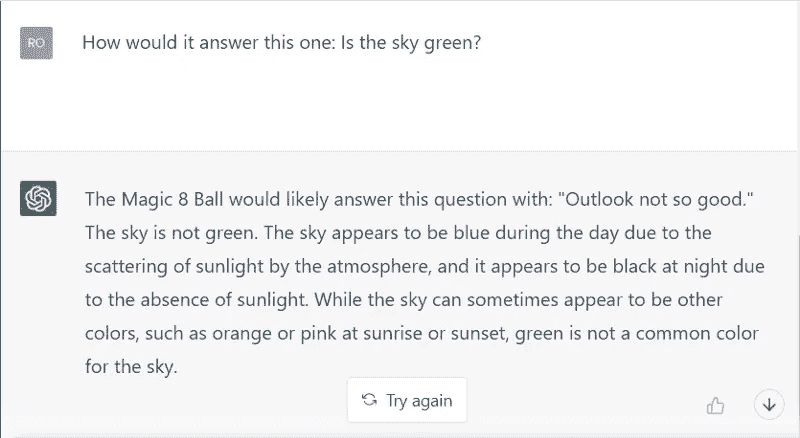 RO
How would it answer this one: Is the sky green?
The Magic 8 Ball would likely answer this question with: "Outlook not so good."
The sky is not green. The sky appears to be blue during the day due to the
scattering of sunlight by the atmosphere, and it appears to be black at night due
to the absence of sunlight. While the sky can sometimes appear to be other
colors, such as orange or pink at sunrise or sunset, green is not a common color
for the sky.
Try again